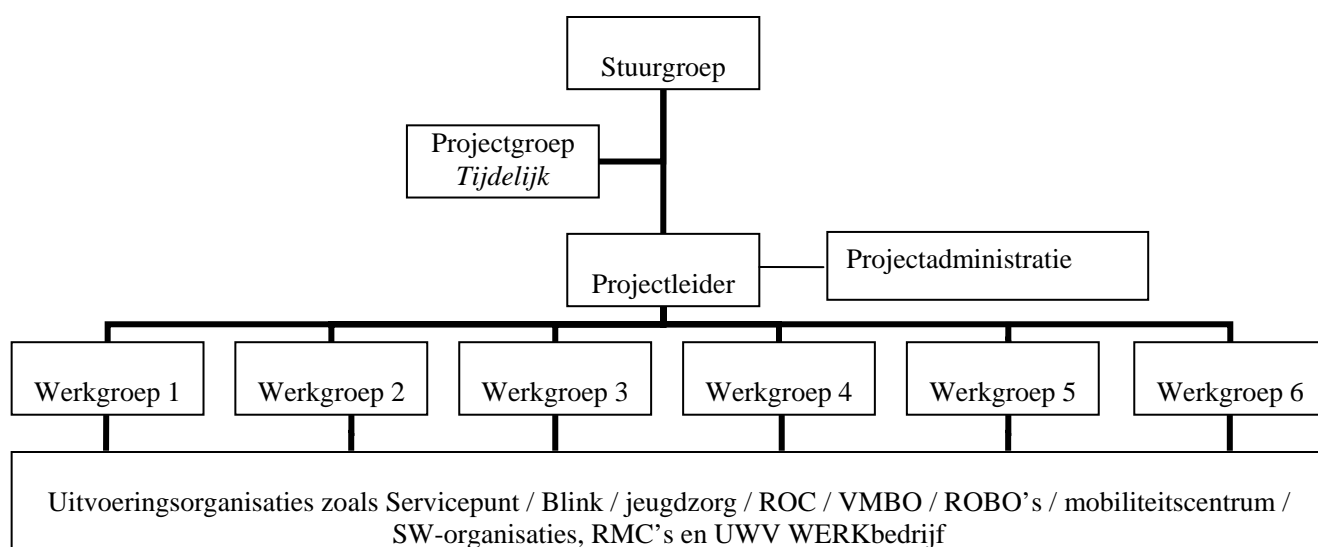 Stuurgroep
Projectgroep
Tijdelijk
Projectleider
Projectadministratie
Werkgroep 1
Werkgroep 2
Werkgroep 3
Werkgroep 4
Werkgroep 5
Werkgroep 6
Uitvoeringsorganisaties zoals Servicepunt / Blink / jeugdzorg / ROC / VMBO / ROBO’s / mobiliteitscentrum /
SW-organisaties, RMC’s en UWV WERKbedrijf